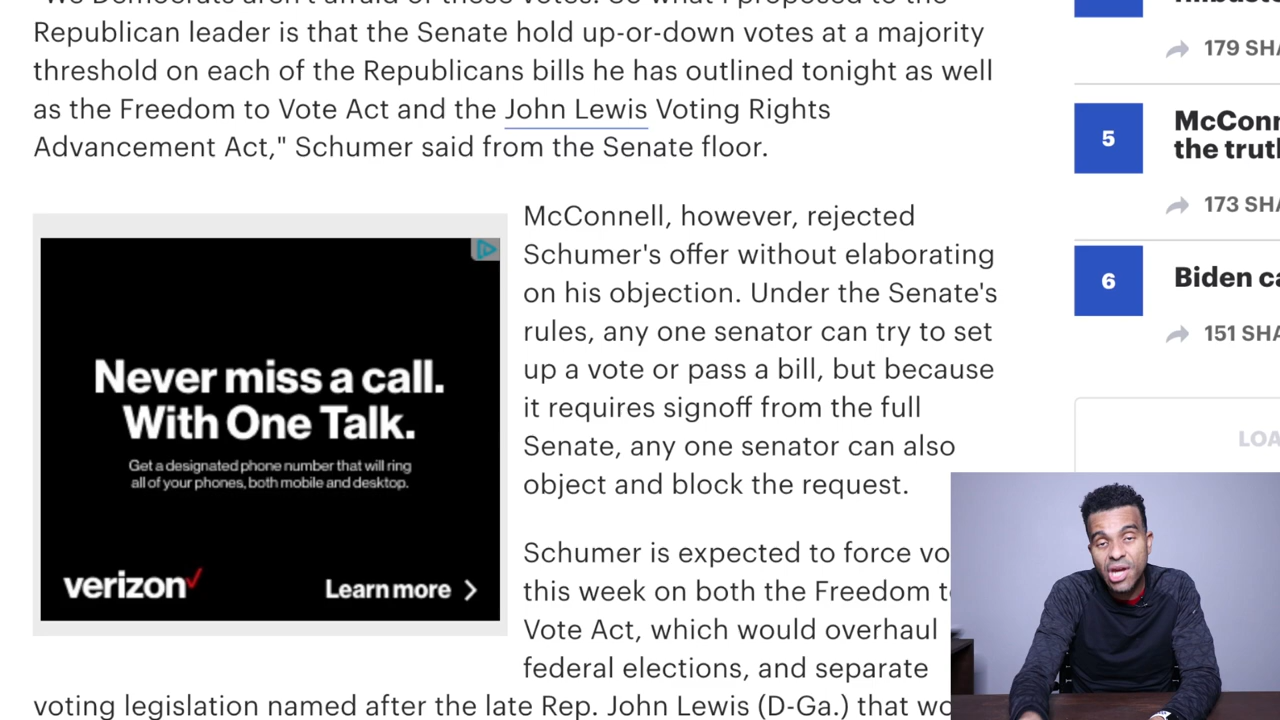 Republican leader is that the Senate hold up-or-down votes at a majority
threshold on each of the Republicans bills he has outlined tonight as well
as the Freedom to Vote Act and the John Lewis Voting Rights
Advancement Act," Schumer said from the Senate floor.
McConnell, however, rejected
Schumer's offer without elaborating
on his objection. Under the Senate's
rules, any one senator can try to set
up a vote or pass a bill, but because
it requires signoff from the full
Senate, any one senator can also
object and block the request.
Never miss a call.
With One Talk.
Get a designated phone number that will ring
all of your phones, both mobile and desktop.
verizon
Learn more
Schumer is expected to force vo
this week on both the Freedom t
Vote Act, which would overhaul
federal elections, and separate
voting legislation named after the late Rep. John Lewis (D-Ga.) that wo
179 SHA
5
McConn
the truth
173 SHA
6
Biden ca
151 SHA
LOA